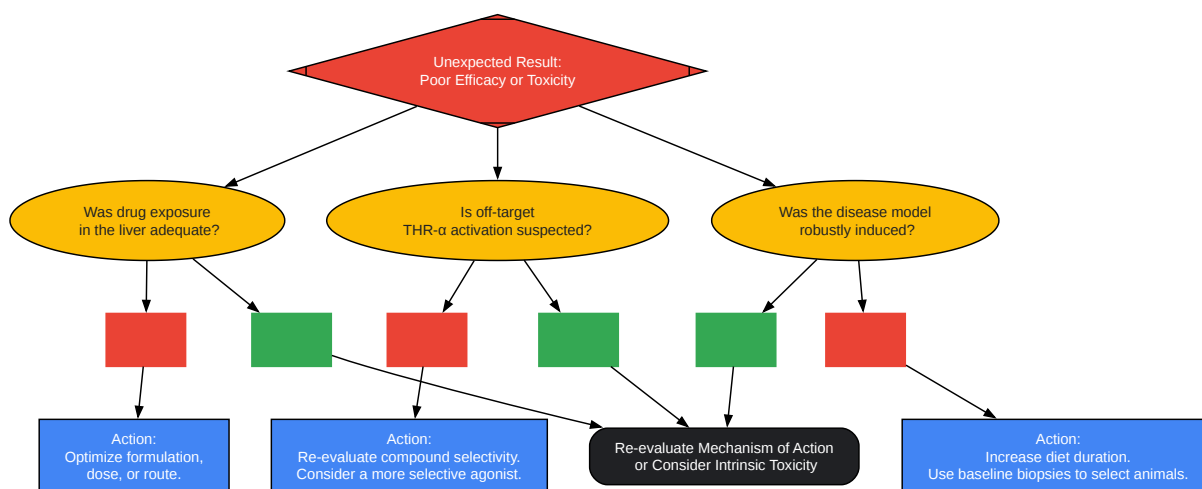 Unexpected Result:
Poor Efficacy or Toxicity
Was drug exposure
in the liver adequate?
Is off-target
THR-α activation suspected?
Was the disease model
robustly induced?
Action:
Optimize formulation,
dose, or route.
Action:
Re-evaluate compound selectivity.
Consider a more selective agonist.
Re-evaluate Mechanism of Action
or Consider Intrinsic Toxicity
Action:
Increase diet duration.
Use baseline biopsies to select animals.